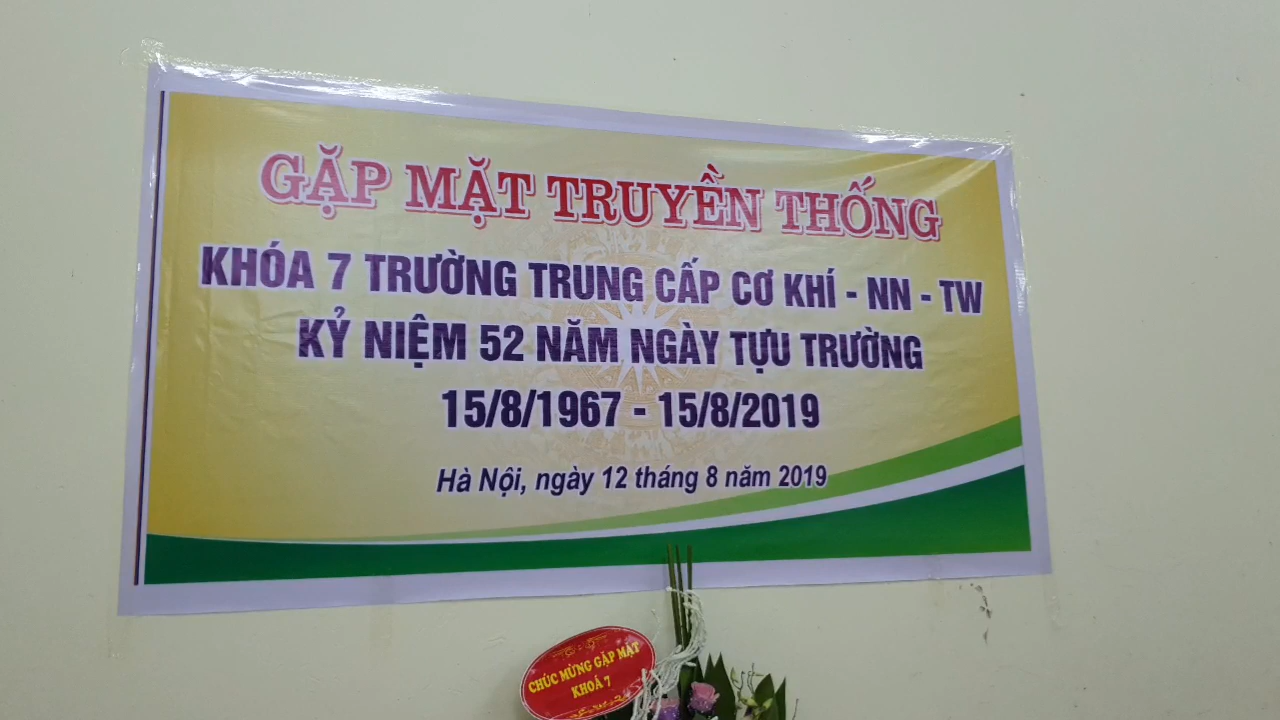 GẶP MẶT TRUYỀN THỐNG
KHÓA 7 TRƯỜNG TRUNG CẤP CƠ KHÍ - NN - TW
KỶ NIỆM 52 NĂM NGÀY TỰU TRƯỜNG
15/8/1967 - 15/8/2019
Hà Nội, ngày 12 tháng 8 năm 2019
CHÚC MỪNG GẶP MẶT
KHOÁ 7